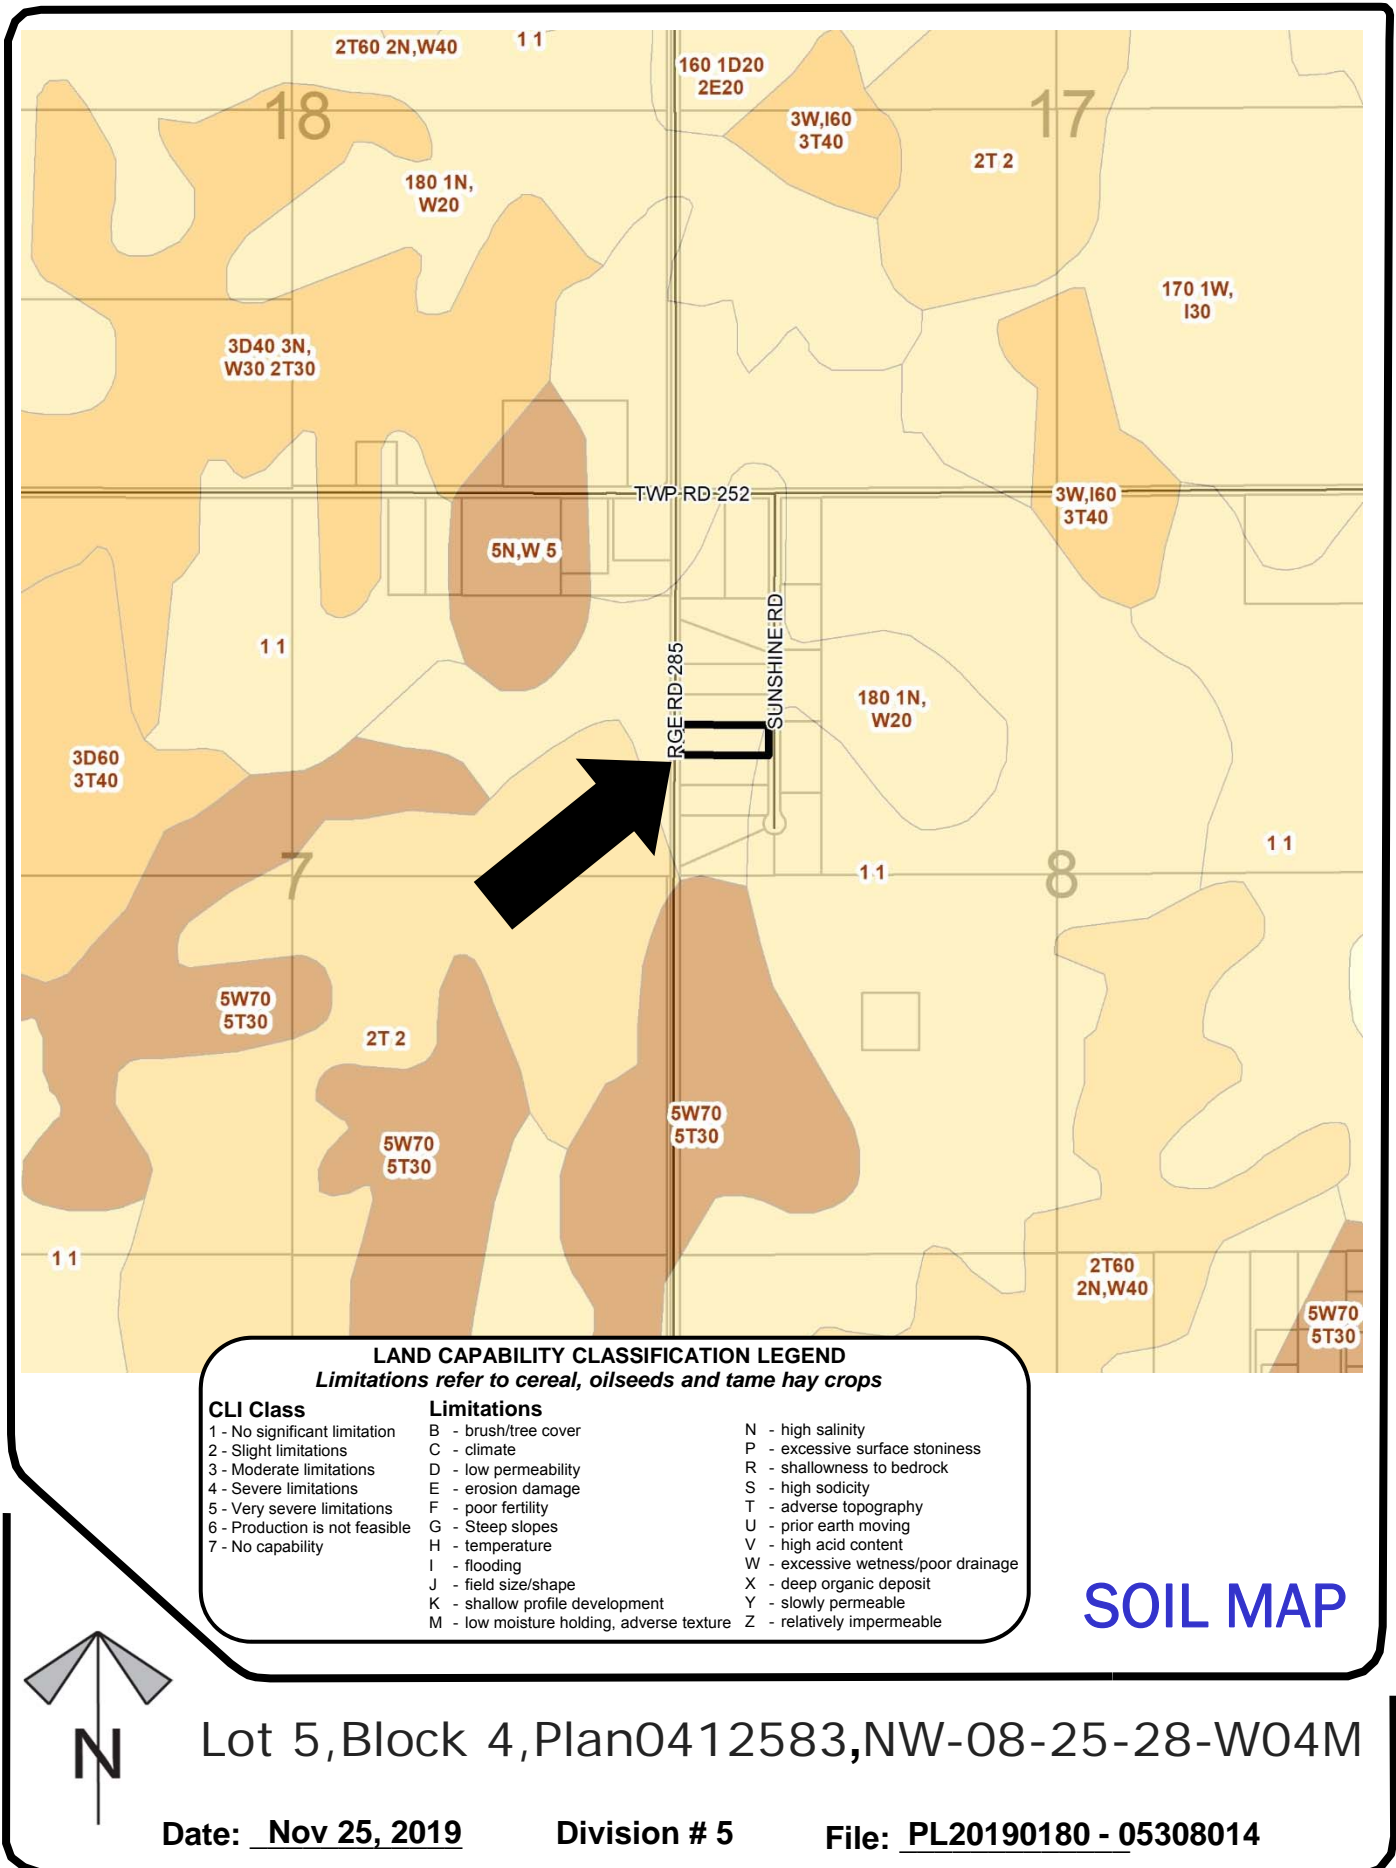 2T60 2N,W40
1 1
160 1D20
2E20
18
3W,I60
3T40
17
2T 2
180 1N,
W20
170 1W,
I30
3D40 3N,
W30 2T30
TWP RD 252
3W,I60
3T40
5N,W 5
1 1
RGE RD 285
SUNSHINE RD
180 1N,
W20
3D60
3T40
7
1 1
8
1 1
5W70
5T30
2T 2
5W70
5T30
5W70
5T30
1 1
2T60
2N,W40
5W70
5T30
LAND CAPABILITY CLASSIFICATION LEGEND
Limitations refer to cereal, oilseeds and tame hay crops
CLI Class
1 - No significant limitation
2 - Slight limitations
3 - Moderate limitations
4 - Severe limitations
5 - Very severe limitations
6 - Production is not feasible
7 - No capability
Limitations
B - brush/tree cover
C - climate
D - low permeability
E - erosion damage
F - poor fertility
G - Steep slopes
H - temperature
I - flooding
J - field size/shape
K - shallow profile development
M - low moisture holding, adverse texture
N - high salinity
P - excessive surface stoniness
R - shallowness to bedrock
S - high sodicity
T - adverse topography
U - prior earth moving
V - high acid content
W - excessive wetness/poor drainage
X - deep organic deposit
Y - slowly permeable
Z - relatively impermeable
SOIL MAP
N
Lot 5,Block 4,Plan0412583,NW-08-25-28-W04M
Date: Nov 25, 2019 Division # 5 File: PL20190180 - 05308014